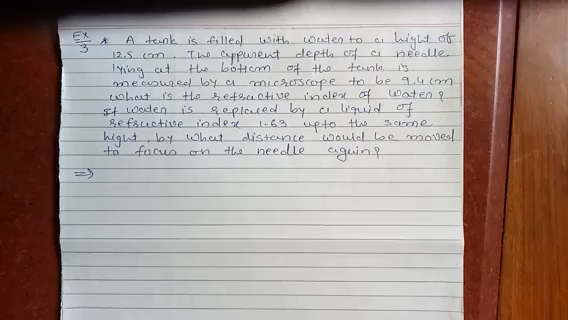 Ex/3 * A tank is filled with water to a hight of
12.5 cm. The apparent depth of a needle
lying at the bottom of the tank is
measured by a microscope to be 9.4 cm
what is the refractive index of water?
If water is replaced by a liquid of
refractive index 1.63 upto the same
hight, by what distance would be moved
to focus on the needle again?
⇒